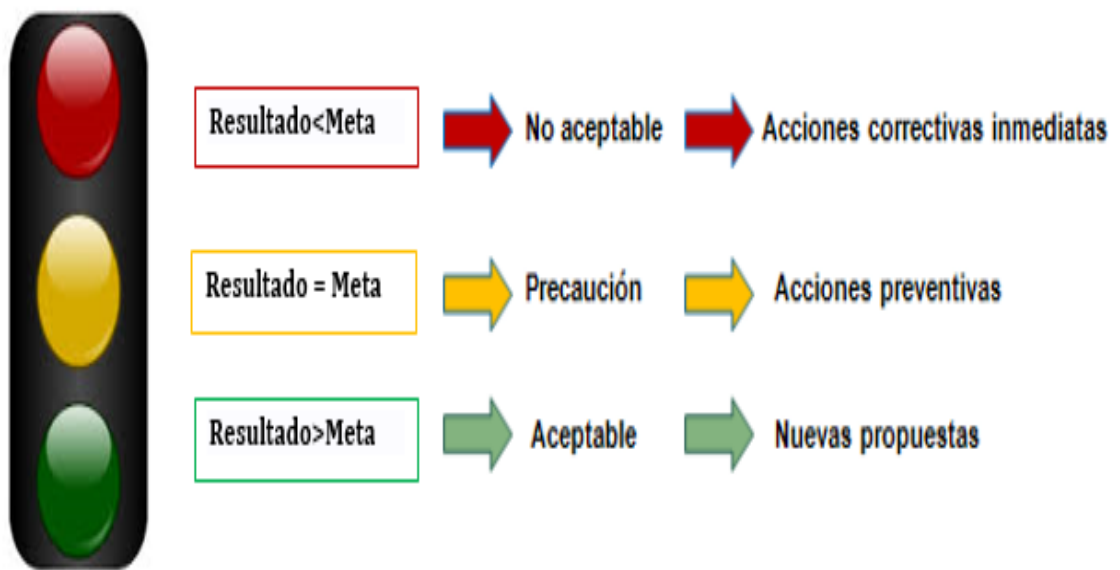 Resultado<Meta No aceptable Acciones correctivas inmediatas
Resultado = Meta Precaución Acciones preventivas
Resultado>Meta Aceptable Nuevas propuestas